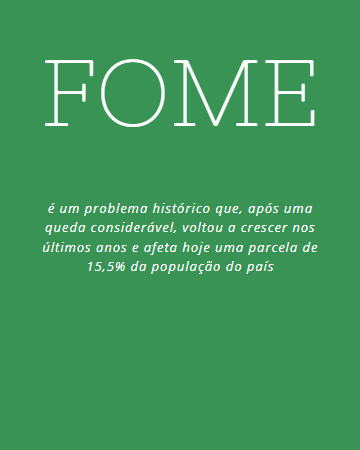 FOME
é um problema histórico que, após uma
queda considerável, voltou a crescer nos
últimos anos e afeta hoje uma parcela de
15,5% da população do país